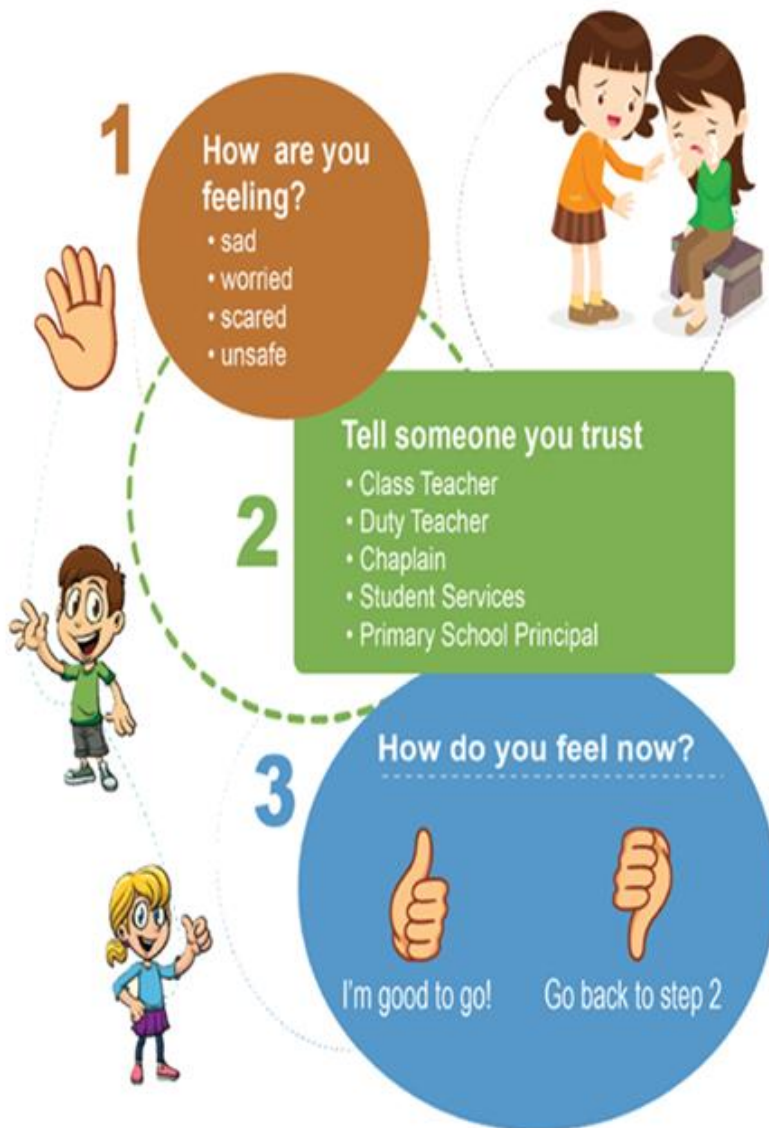 1
How are you
feeling?
• sad
• worried
• scared
• unsafe
2
Tell someone you trust
• Class Teacher
• Duty Teacher
• Chaplain
• Student Services
• Primary School Principal
3
How do you feel now?
I'm good to go!
Go back to step 2